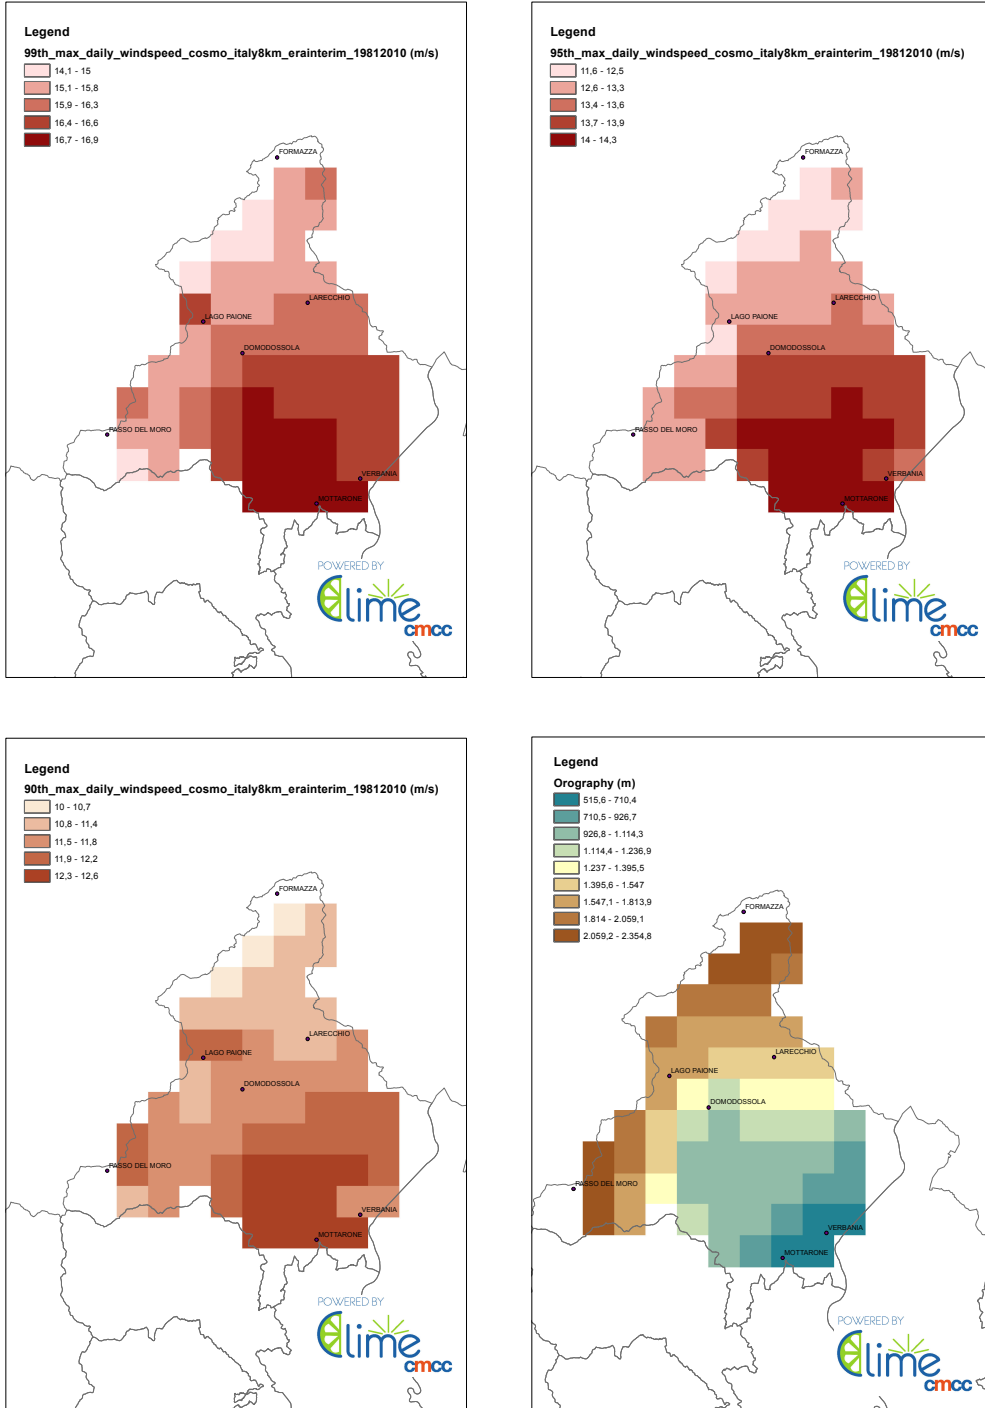 Legend
99th_max_daily_windspeed_cosmo_italy8km_erainterim_19812010 (m/s)
14,1 - 15
15,1 - 15,8
15,9 - 16,3
16,4 - 16,6
16,7 - 16,9
FORMAZZA
LARECCHIO
LAGO PAIONE
DOMODOSSOLA
PASSO DEL MORO
VERBANIA
MOTTARONE
POWERED BY
Clime
cmcc
Legend
95th_max_daily_windspeed_cosmo_italy8km_erainterim_19812010 (m/s)
11,6 - 12,5
12,6 - 13,3
13,4 - 13,6
13,7 - 13,9
14 - 14,3
FORMAZZA
LARECCHIO
LAGO PAIONE
DOMODOSSOLA
PASSO DEL MORO
VERBANIA
MOTTARONE
POWERED BY
Clime
cmcc
Legend
90th_max_daily_windspeed_cosmo_italy8km_erainterim_19812010 (m/s)
10 - 10,7
10,8 - 11,4
11,5 - 11,8
11,9 - 12,2
12,3 - 12,6
FORMAZZA
LARECCHIO
LAGO PAIONE
DOMODOSSOLA
PASSO DEL MORO
VERBANIA
MOTTARONE
POWERED BY
Clime
cmcc
Legend
Orography (m)
515,6 - 710,4
710,5 - 926,7
926,8 - 1.114,3
1.114,4 - 1.236,9
1.237 - 1.395,5
1.395,6 - 1.547
1.547,1 - 1.813,9
1.814 - 2.059,1
2.059,2 - 2.354,8
FORMAZZA
LARECCHIO
LAGO PAIONE
DOMODOSSOLA
PASSO DEL MORO
VERBANIA
MOTTARONE
POWERED BY
Clime
cmcc